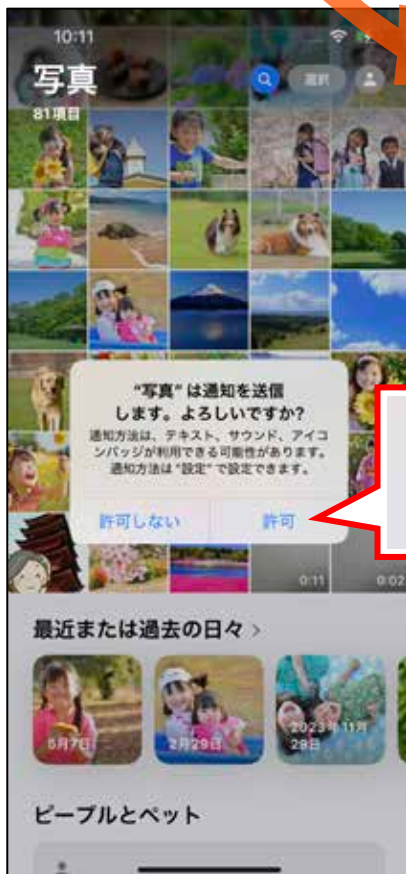 10:11
写真
選択
81項目
"写真"は通知を送信
します。よろしいですか?
通知方法は、テキスト、サウンド、アイコ
ンバッジが利用できる可能性があります。
通知方法は"設定"で設定できます。
許可しない
許可
0:11
0:02
最近または過去の日々 >
5月7日
2月29日
2023年11月
29日
ピープルとペット